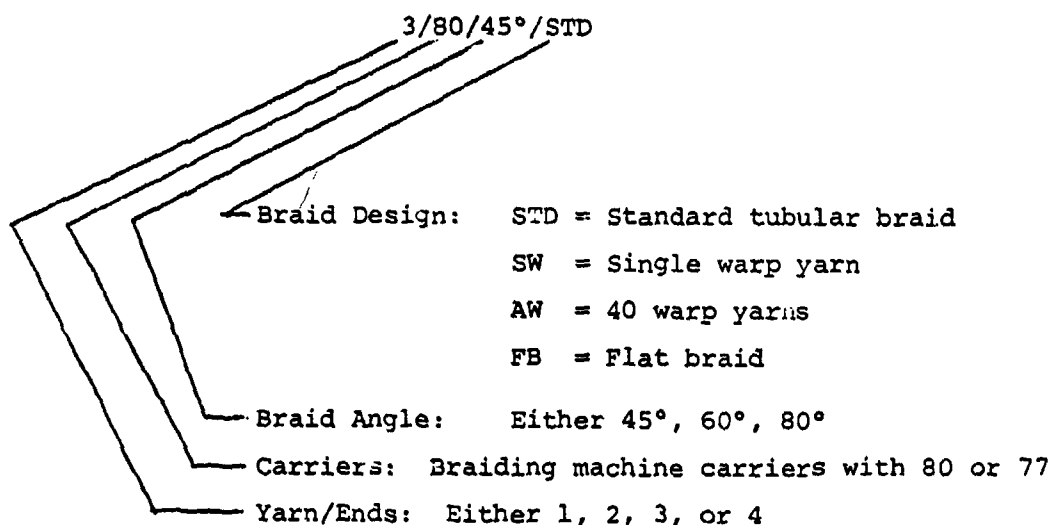 3/80/45°/STD
Braid Design: STD = Standard tubular braid
SW = Single warp yarn
AW = 40 warp yarns
FB = Flat braid
Braid Angle: Either 45°, 60°, 80°
Carriers: Braiding machine carriers with 80 or 77
Yarn/Ends: Either 1, 2, 3, or 4